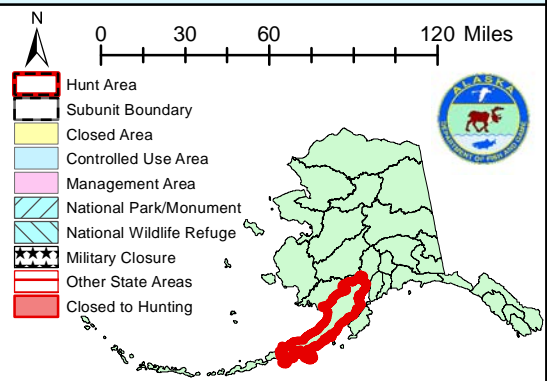 N
0 30 60 120 Miles
Hunt Area
Subunit Boundary
Closed Area
Controlled Use Area
Management Area
National Park/Monument
National Wildlife Refuge
Military Closure
Other State Areas
Closed to Hunting
ALASKA
DEPARTMENT OF FISH AND GAME